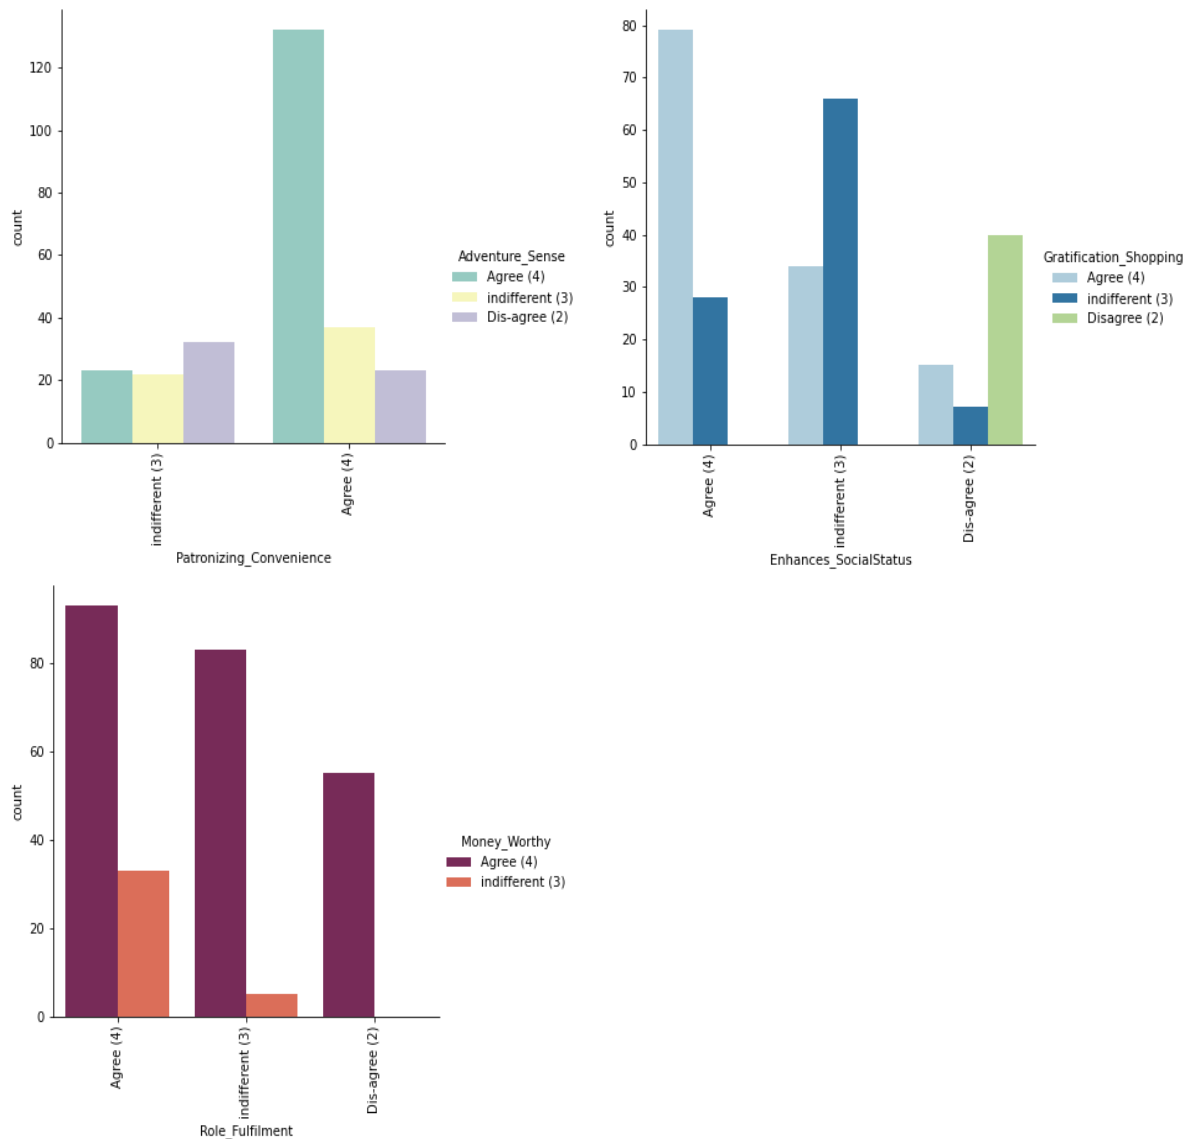 120
100
80
60
40
20
0
count
indifferent (3)
Agree (4)
Patronizing_Convenience
Adventure_Sense
Agree (4)
indifferent (3)
Dis-agree (2)
80
70
60
50
40
30
20
10
0
count
Agree (4)
indifferent (3)
Dis-agree (2)
Enhances_SocialStatus
Gratification_Shopping
Agree (4)
indifferent (3)
Disagree (2)
80
60
40
20
0
count
Agree (4)
indifferent (3)
Dis-agree (2)
Role_Fulfilment
Money_Worthy
Agree (4)
indifferent (3)